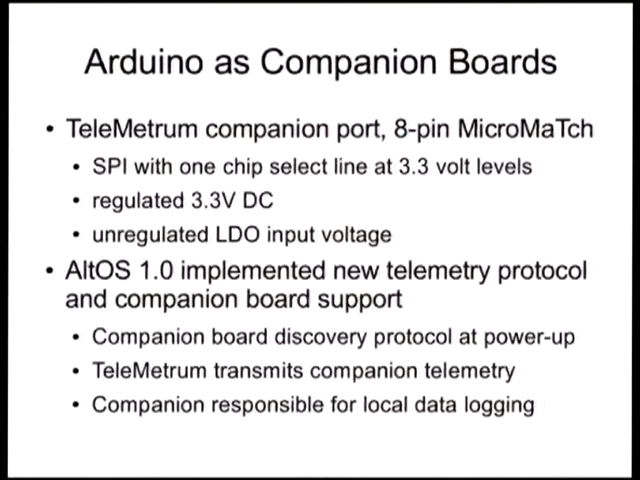 Arduino as Companion Boards
• TeleMetrum companion port, 8-pin MicroMaTch
• SPI with one chip select line at 3.3 volt levels
• regulated 3.3V DC
• unregulated LDO input voltage
• AltOS 1.0 implemented new telemetry protocol
and companion board support
• Companion board discovery protocol at power-up
• TeleMetrum transmits companion telemetry
• Companion responsible for local data logging